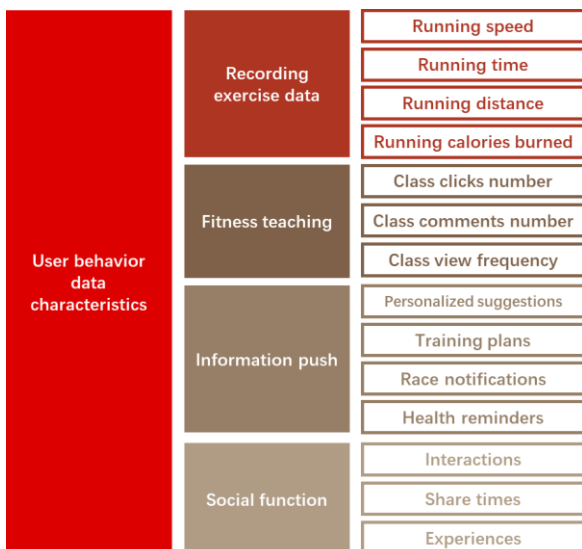 User behavior
data
characteristics
Recording
exercise data
Running speed
Running time
Running distance
Running calories burned
Fitness teaching
Class clicks number
Class comments number
Class view frequency
Information push
Personalized suggestions
Training plans
Race notifications
Health reminders
Social function
Interactions
Share times
Experiences